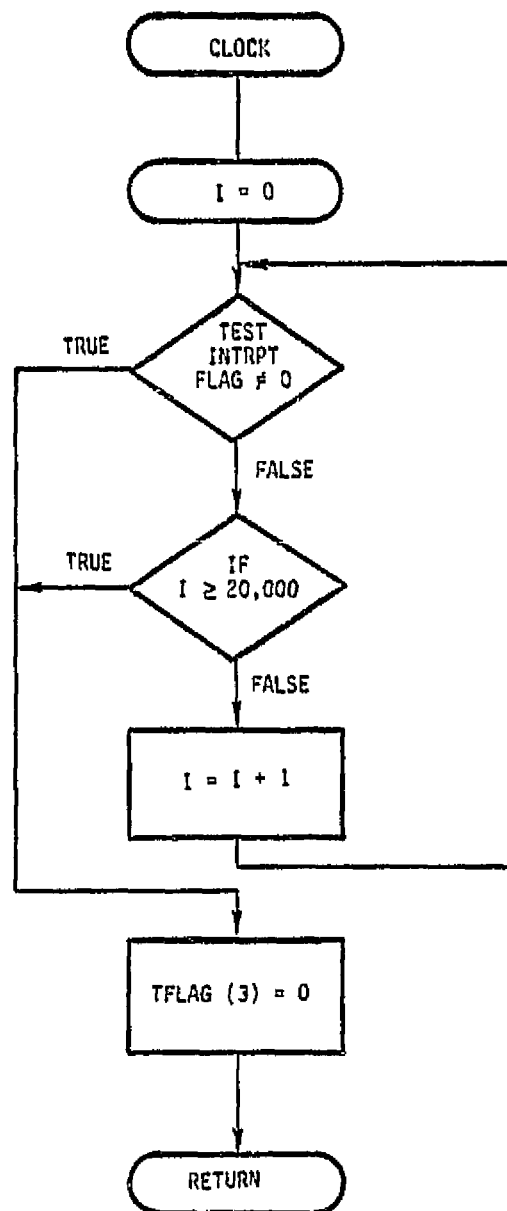 CLOCK
I = 0
TEST
INTRPT
FLAG ≠ 0
TRUE
FALSE
IF
I ≥ 20,000
TRUE
FALSE
I = I + 1
TFLAG (3) = 0
RETURN